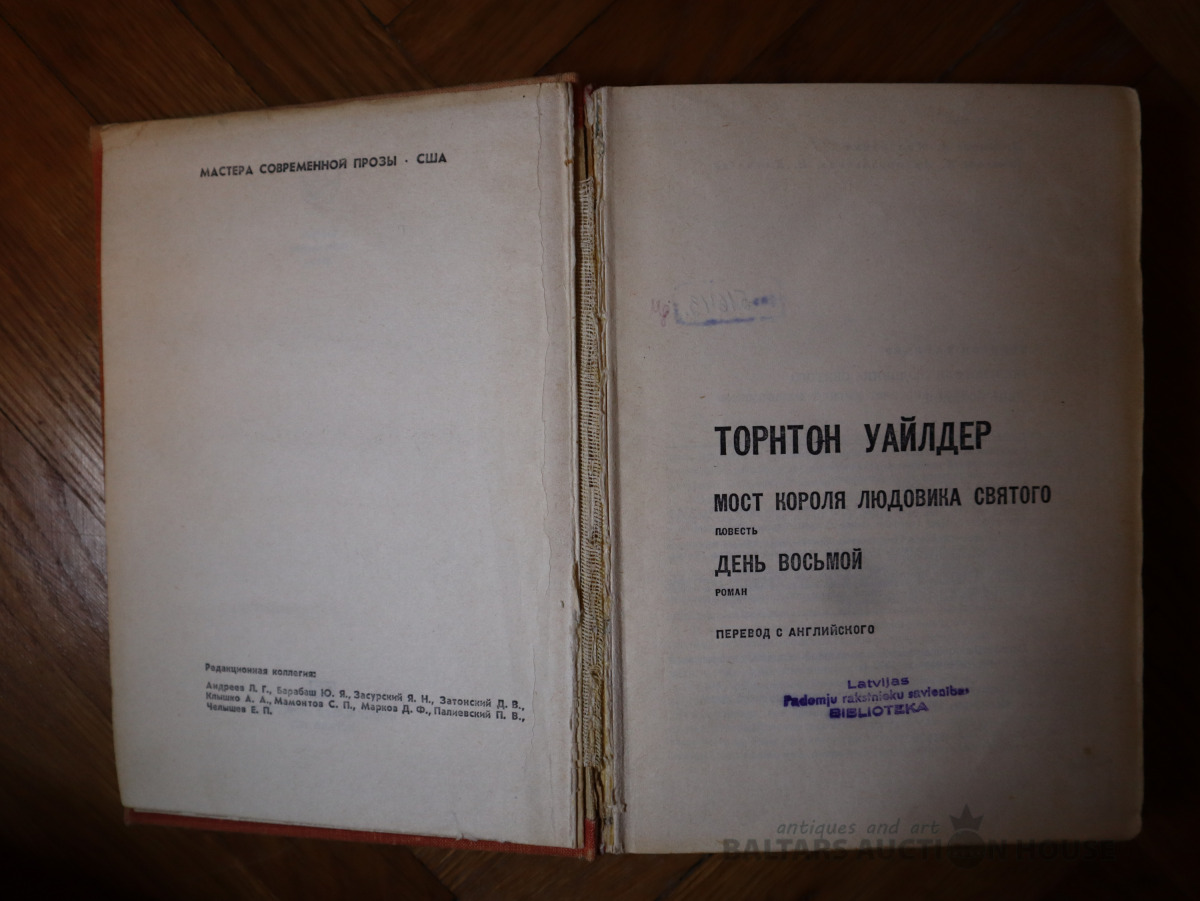 МАСТЕРА СОВРЕМЕННОЙ ПРОЗЫ · США
Редакционная коллегия:
Андреев Л. Г., Барабаш Ю. Я., Засурский Я. Н., Затонский Д. В.,
Клышко А. А., Мамонтов С. П., Марков Д. Ф., Палиевский П. В.,
Челышев Е. П.
ТОРНТОН УАЙЛДЕР
МОСТ КОРОЛЯ ЛЮДОВИКА СВЯТОГО
ПОВЕСТЬ
ДЕНЬ ВОСЬМОЙ
РОМАН
ПЕРЕВОД С АНГЛИЙСКОГО
Latvijas
Padomju rakstnieku savienības
BIBLIOTEKA
antiques and art
BALTARS AUCTION HOUSE